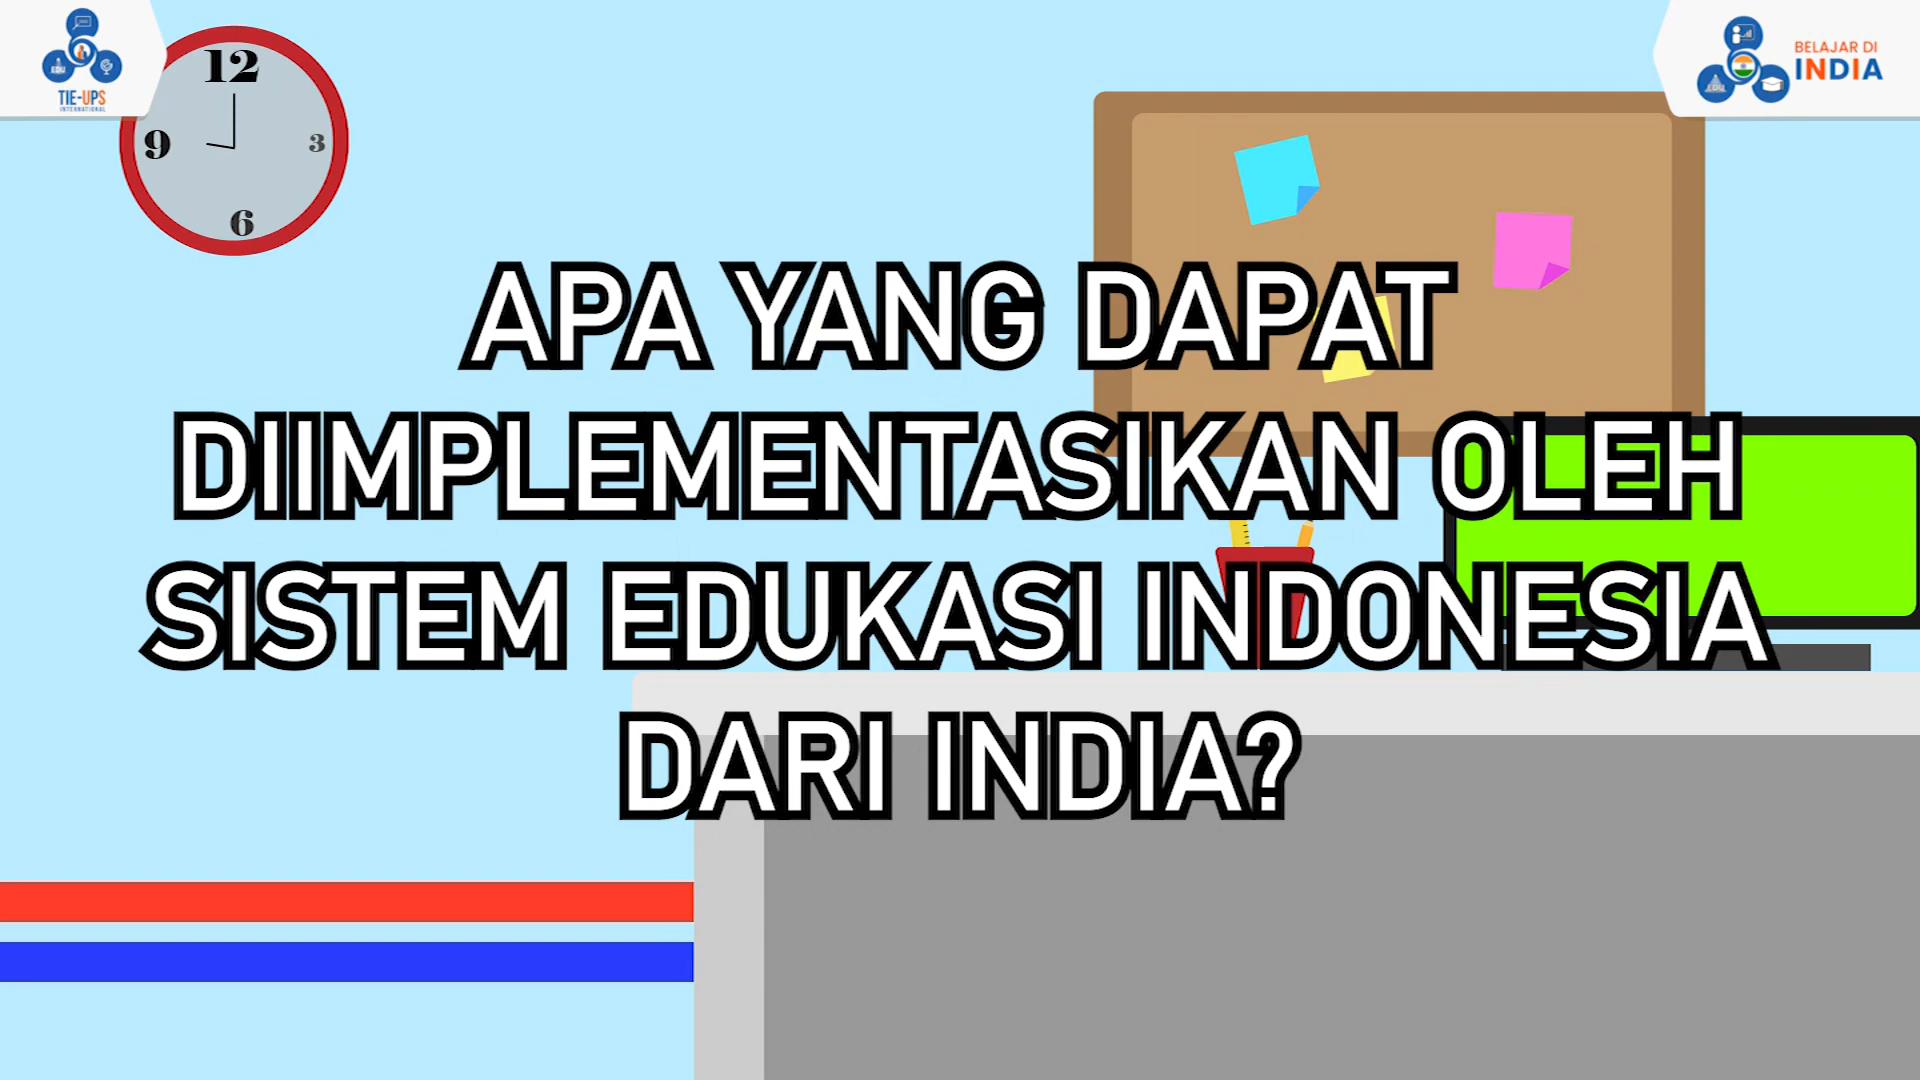 TIE-UPS
INTERNATIONAL
BELAJAR DI
INDIA
12
9
3
6
APA YANG DAPAT
DIIMPLEMENTASIKAN OLEH
SISTEM EDUKASI INDONESIA
DARI INDIA?